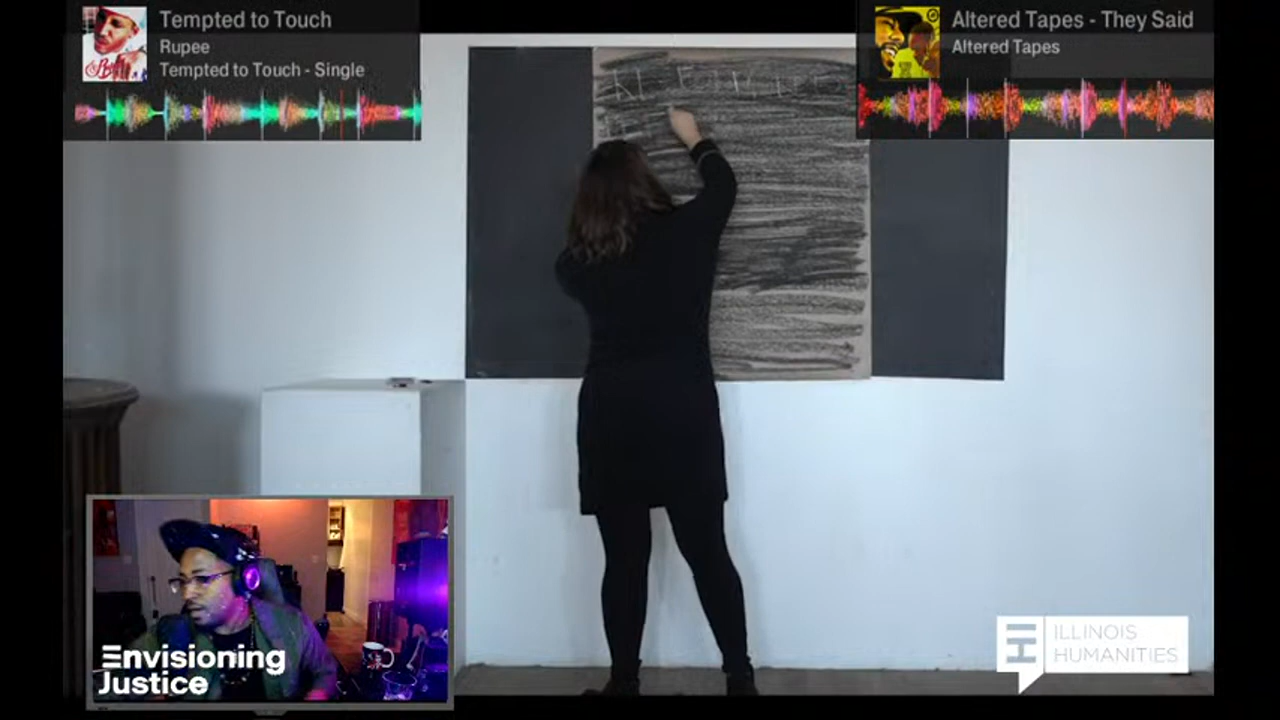 Tempted to Touch
Rupee
Tempted to Touch - Single
Altered Tapes - They Said
Altered Tapes
Envisioning
Justice
ILLINOIS
HUMANITIES